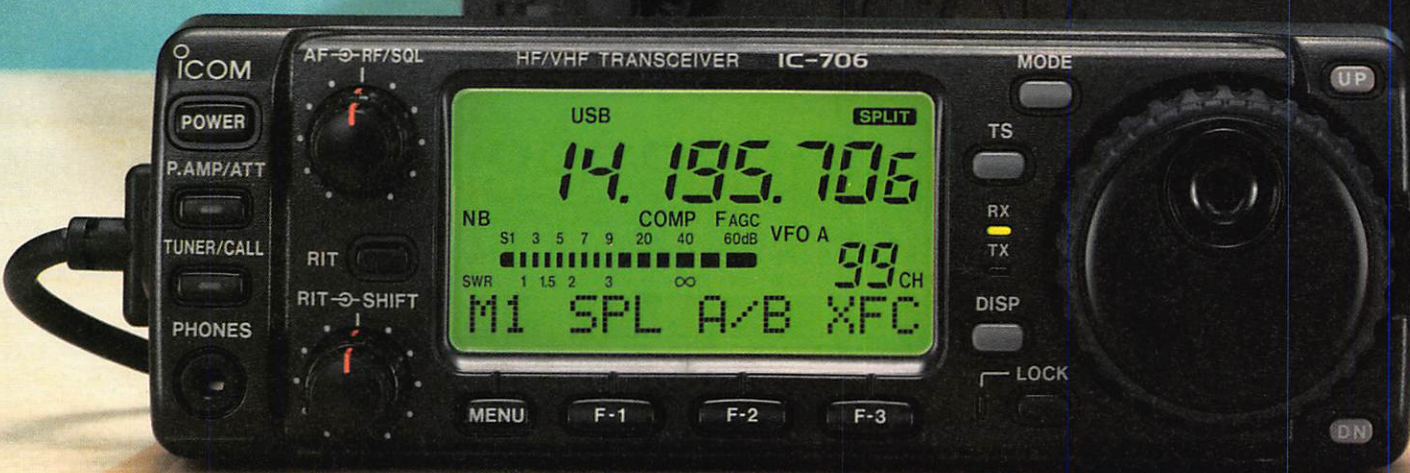 ICOM
POWER
P.AMP/ATT
TUNER/CALL
PHONES
AF RF/SQL
RIT
RIT SHIFT
HF/VHF TRANSCEIVER IC-706
USB SPLIT
14.195.706
NB COMP FAGC
S1 3 5 7 9 20 40 60dB VFO A
99 CH
SWR 1 1.5 2 3 ∞
M1 SPL A/B XFC
MENU F-1 F-2 F-3
MODE
TS
RX
TX
DISP
LOCK
UP
DN